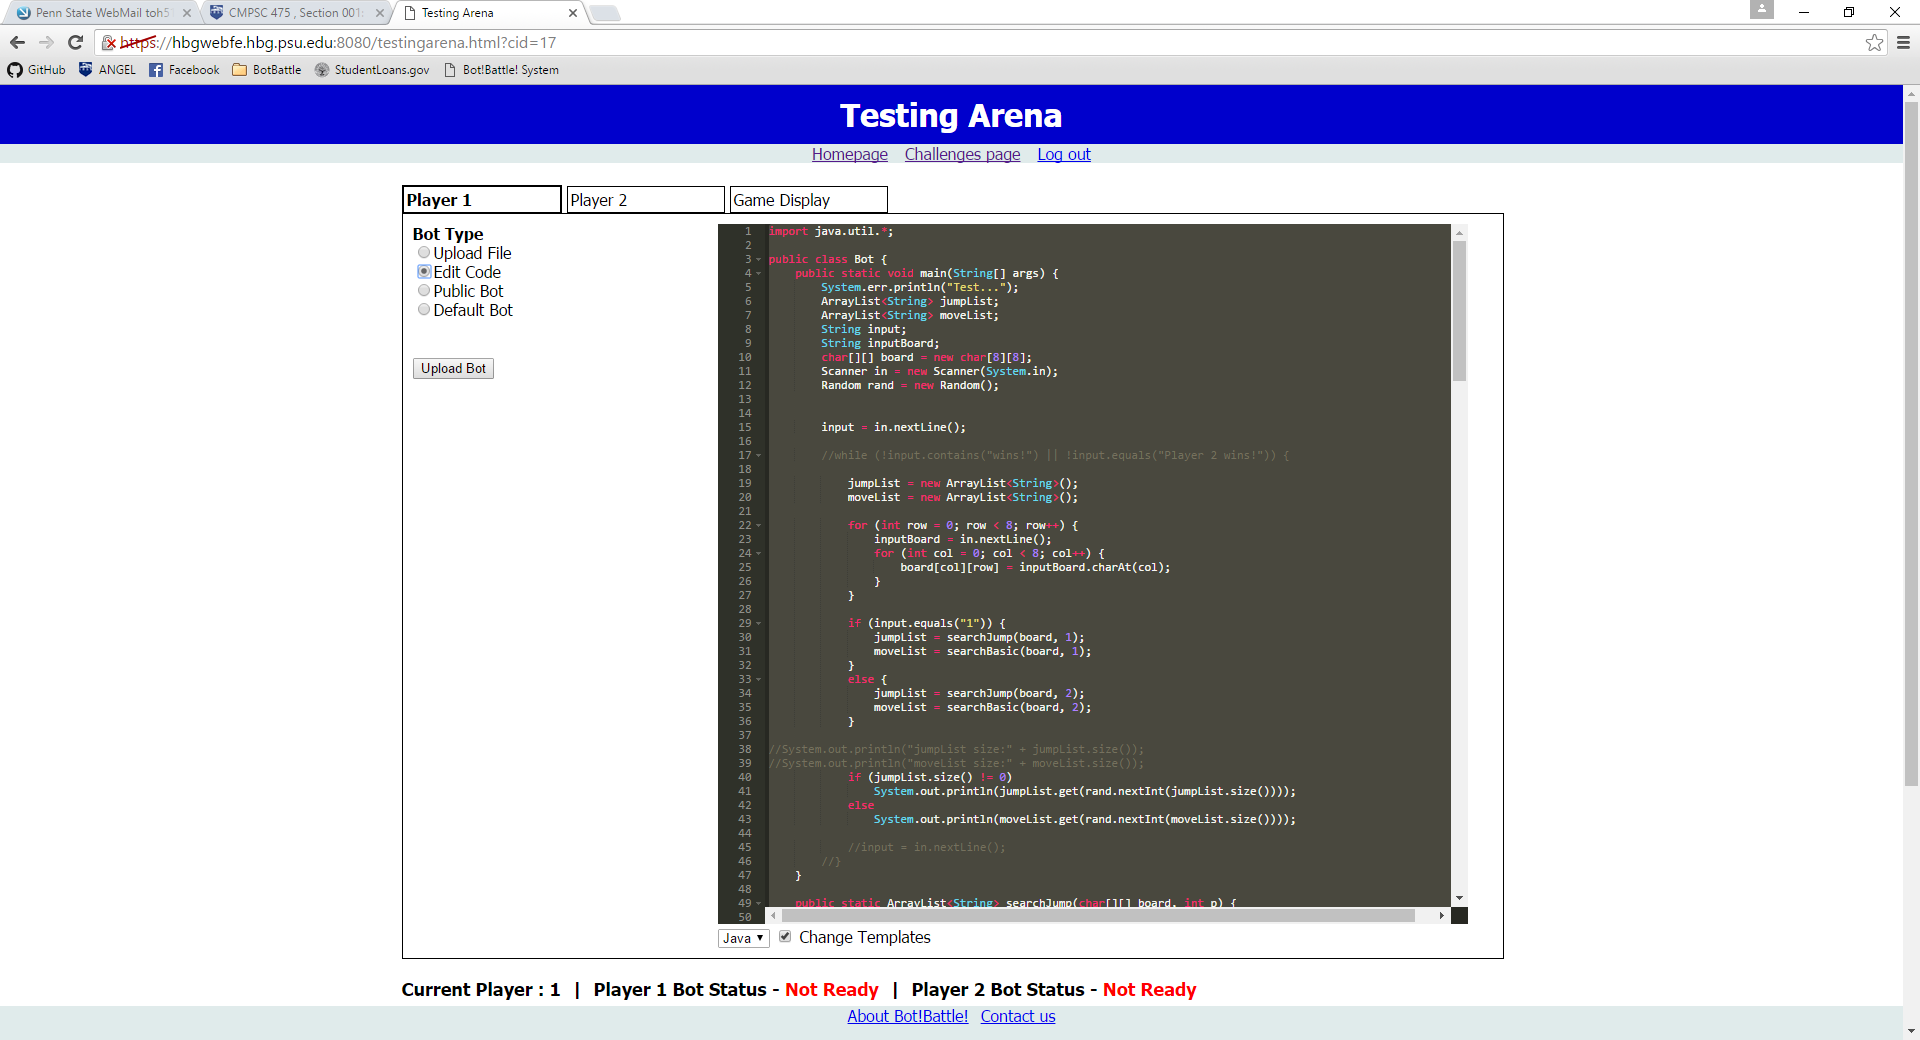 Penn State WebMail toh5
CMPSC 475 , Section 001:
Testing Arena
https://hbgwebfe.hbg.psu.edu:8080/testingarena.html?cid=17
GitHub ANGEL Facebook BotBattle StudentLoans.gov Bot!Battle! System
Testing Arena
Homepage Challenges page Log out
Player 1 Player 2 Game Display
Bot Type
Upload File
Edit Code
Public Bot
Default Bot
Upload Bot
1 import java.util.*;
2
3 public class Bot {
4 public static void main(String[] args) {
5 System.err.println("Test...");
6 ArrayList<String> jumpList;
7 ArrayList<String> moveList;
8 String input;
9 String inputBoard;
10 char[][] board = new char[8][8];
11 Scanner in = new Scanner(System.in);
12 Random rand = new Random();
13
14
15 input = in.nextLine();
16
17 //while (!input.contains("wins!") || !input.equals("Player 2 wins!")) {
18
19 jumpList = new ArrayList<String>();
20 moveList = new ArrayList<String>();
21
22 for (int row = 0; row < 8; row++) {
23 inputBoard = in.nextLine();
24 for (int col = 0; col < 8; col++) {
25 board[col][row] = inputBoard.charAt(col);
26 }
27 }
28
29 if (input.equals("1")) {
30 jumpList = searchJump(board, 1);
31 moveList = searchBasic(board, 1);
32 }
33 else {
34 jumpList = searchJump(board, 2);
35 moveList = searchBasic(board, 2);
36 }
37
38 //System.out.println("jumpList size:" + jumpList.size());
39 //System.out.println("moveList size:" + moveList.size());
40 if (jumpList.size() != 0)
41 System.out.println(jumpList.get(rand.nextInt(jumpList.size())));
42 else
43 System.out.println(moveList.get(rand.nextInt(moveList.size())));
44
45 //input = in.nextLine();
46 //}
47 }
48
49 public static ArrayList<String> searchJump(char[][] board, int p) {
50
Java Change Templates
Current Player : 1 | Player 1 Bot Status - Not Ready | Player 2 Bot Status - Not Ready
About Bot!Battle! Contact us